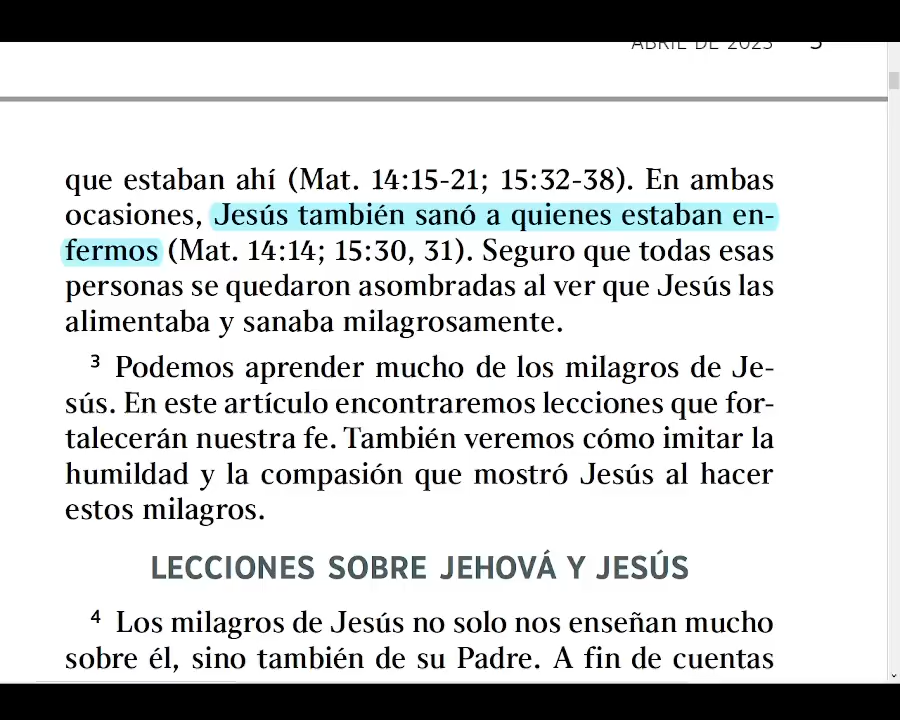 ABRIL DE 2023 3
que estaban ahí (Mat. 14:15-21; 15:32-38). En ambas
ocasiones, Jesús también sanó a quienes estaban en-
fermos (Mat. 14:14; 15:30, 31). Seguro que todas esas
personas se quedaron asombradas al ver que Jesús las
alimentaba y sanaba milagrosamente.
3 Podemos aprender mucho de los milagros de Je-
sús. En este artículo encontraremos lecciones que for-
talecerán nuestra fe. También veremos cómo imitar la
humildad y la compasión que mostró Jesús al hacer
estos milagros.
LECCIONES SOBRE JEHOVÁ Y JESÚS
4 Los milagros de Jesús no solo nos enseñan mucho
sobre él, sino también de su Padre. A fin de cuentas